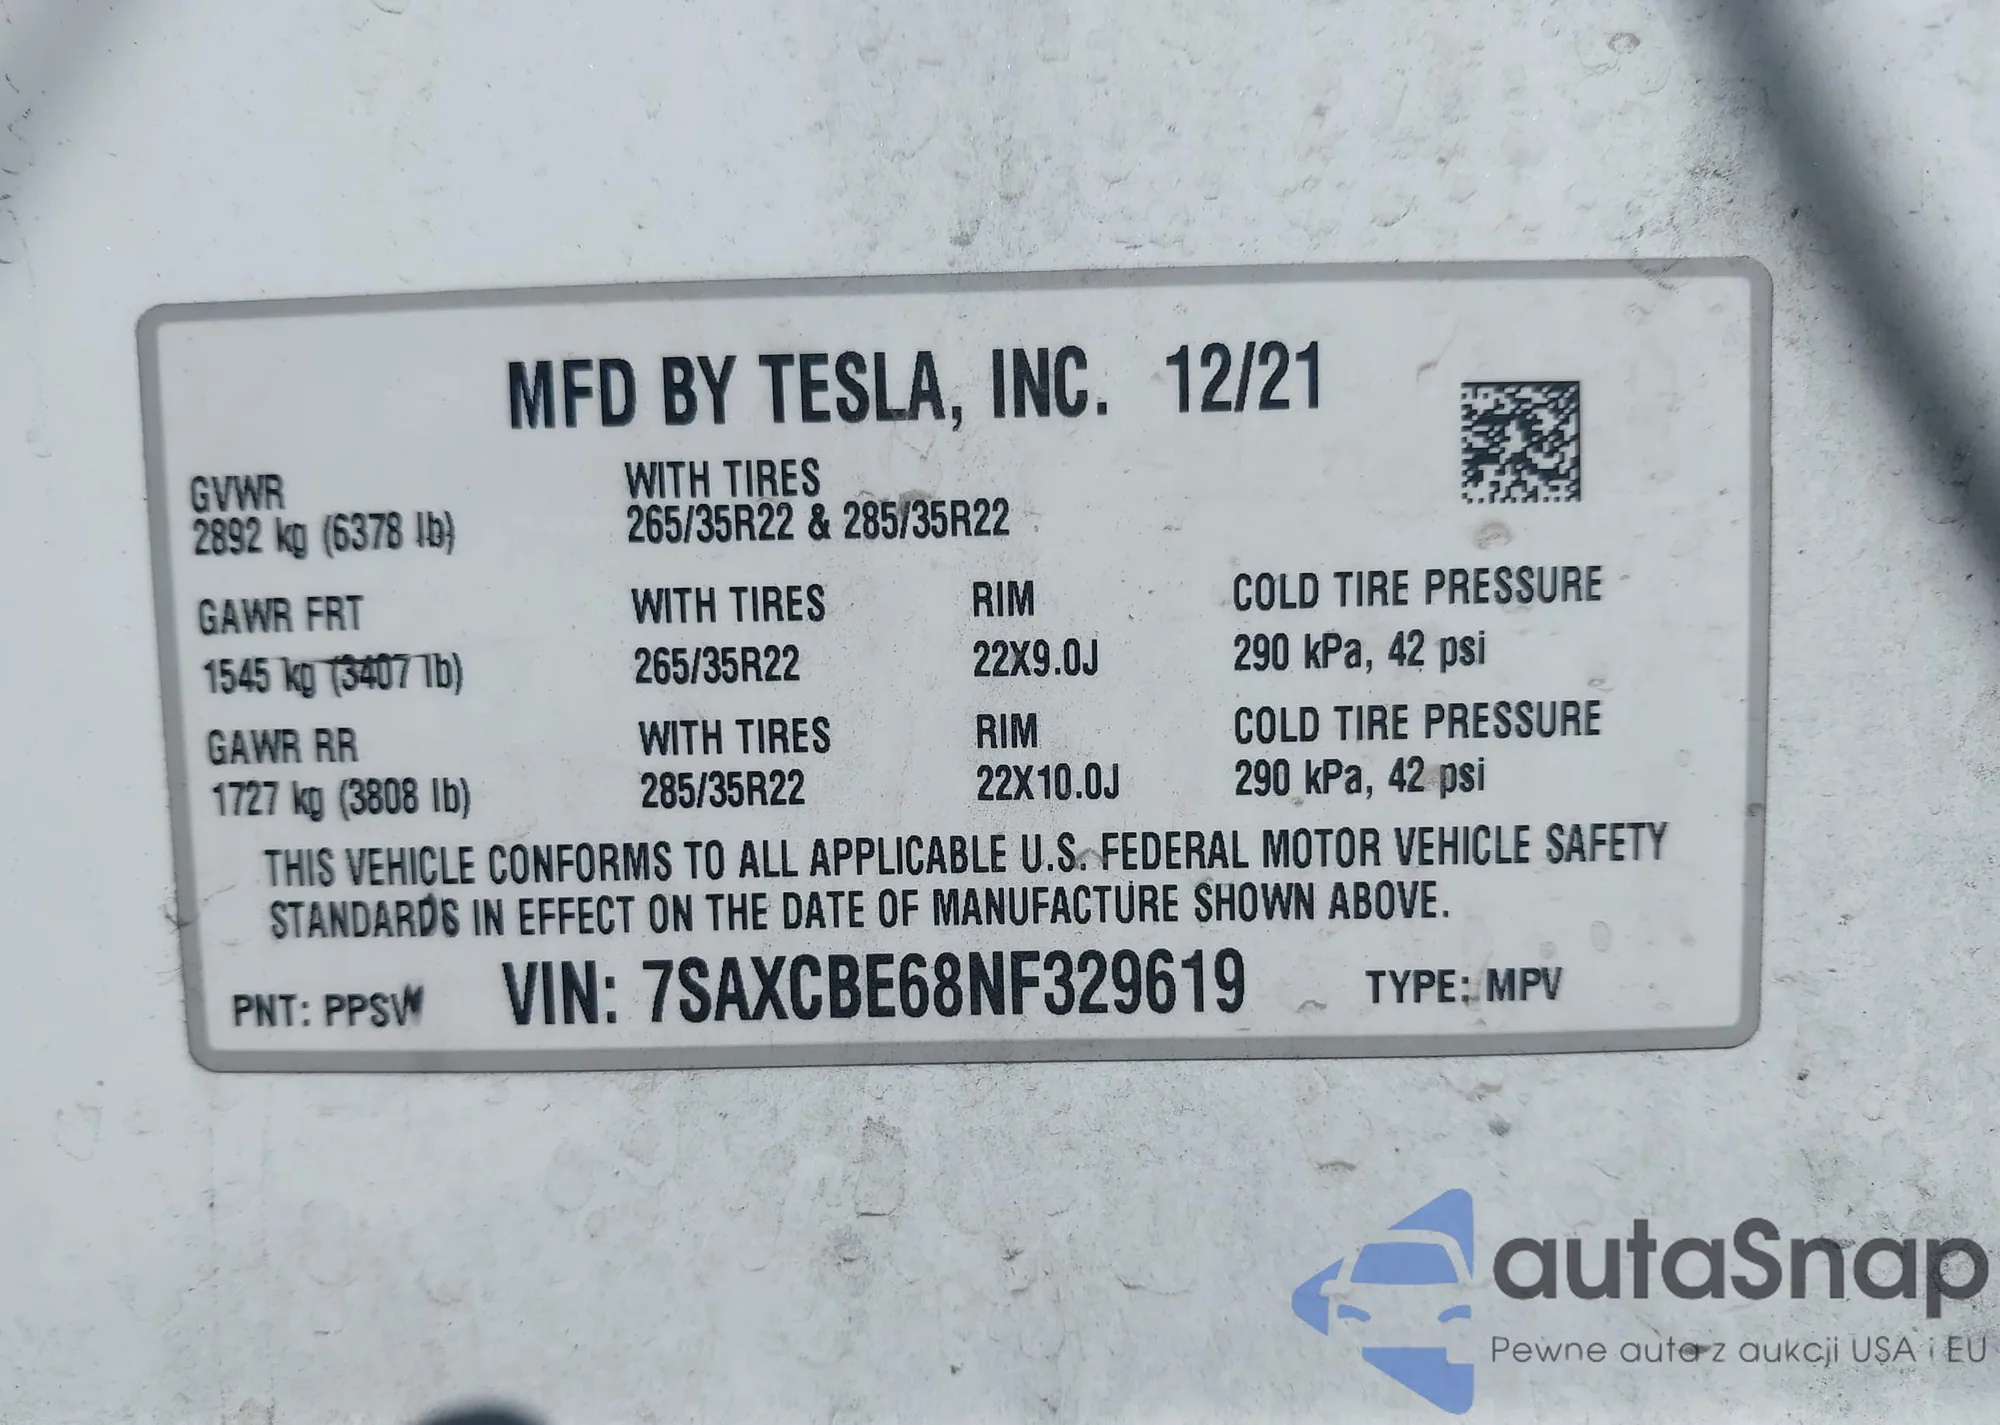 MFD BY TESLA, INC. 12/21
GVWR
2892 kg (6378 lb)
WITH TIRES
265/35R22 & 285/35R22
GAWR FRT WITH TIRES RIM COLD TIRE PRESSURE
1545 kg (3407 lb) 265/35R22 22X9.0J 290 kPa, 42 psi
GAWR RR WITH TIRES RIM COLD TIRE PRESSURE
1727 kg (3808 lb) 285/35R22 22X10.0J 290 kPa, 42 psi
THIS VEHICLE CONFORMS TO ALL APPLICABLE U.S. FEDERAL MOTOR VEHICLE SAFETY
STANDARDS IN EFFECT ON THE DATE OF MANUFACTURE SHOWN ABOVE.
PNT: PPSW VIN: 7SAXCBE68NF329619 TYPE: MPV
autaSnap
Pewne auta z aukcji USA i EU